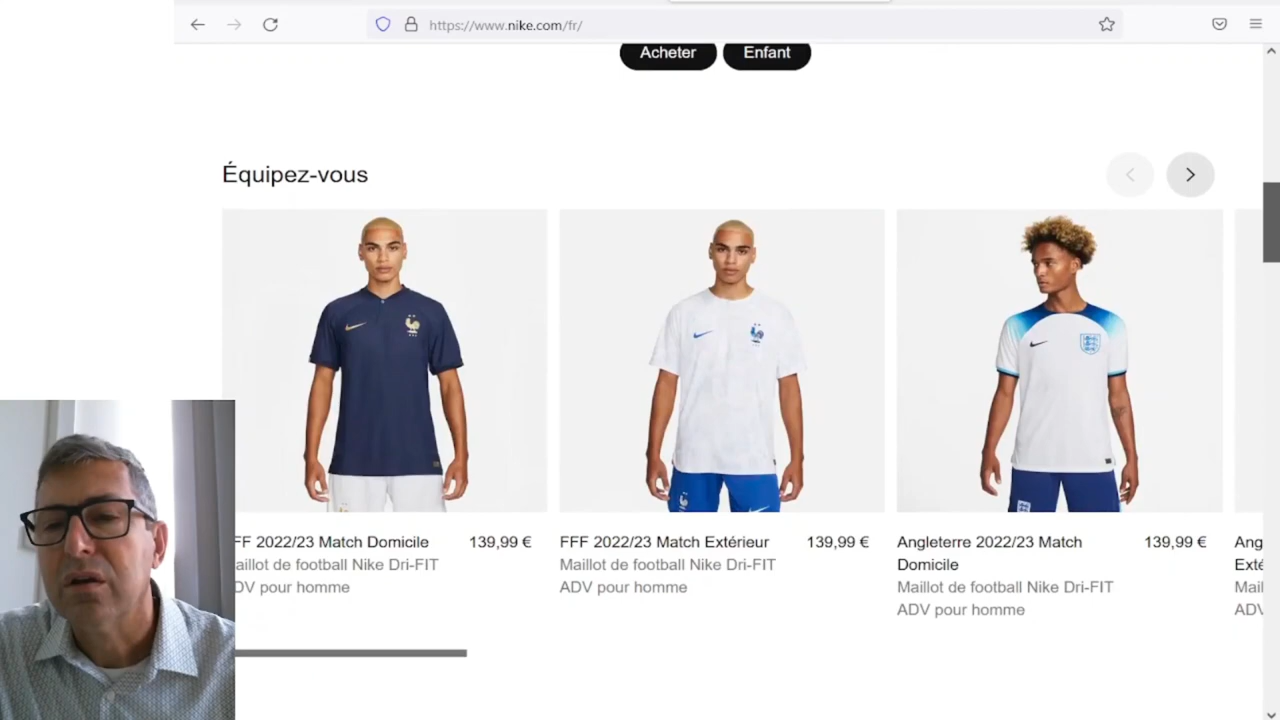 https://www.nike.com/fr/
Acheter
Enfant
Équipez-vous
FF 2022/23 Match Domicile 139,99 €
aillot de football Nike Dri-FIT
DV pour homme
FFF 2022/23 Match Extérieur 139,99 €
Maillot de football Nike Dri-FIT
ADV pour homme
Angleterre 2022/23 Match 139,99 €
Domicile
Maillot de football Nike Dri-FIT
ADV pour homme
Ang
Exté
Mail
ADV